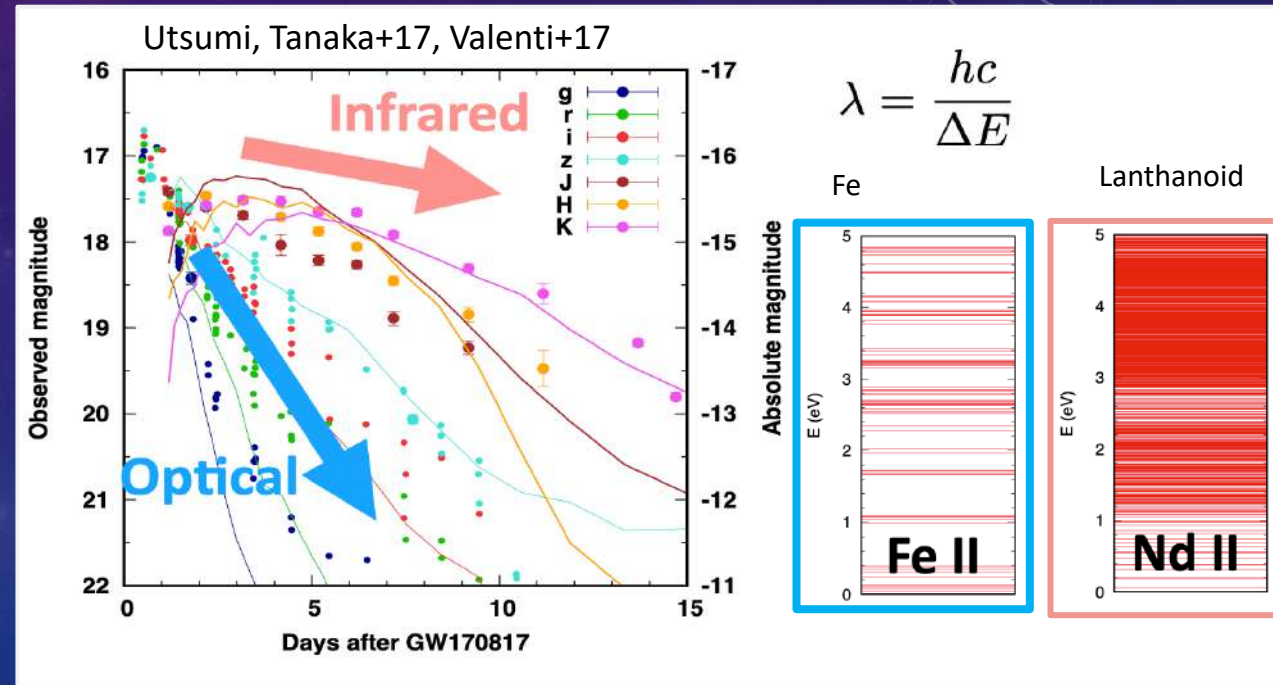 Utsumi, Tanaka+17, Valenti+17
Observed magnitude
16
17
18
19
20
21
22
0
5
10
15
Days after GW170817
-17
-16
-15
-14
-13
-12
-11
Absolute magnitude
Infrared
Optical
g
r
i
z
J
H
K
λ = hc / ΔE
Fe
E (eV)
5
4
3
2
1
0
Fe II
Lanthanoid
E (eV)
5
4
3
2
1
0
Nd II